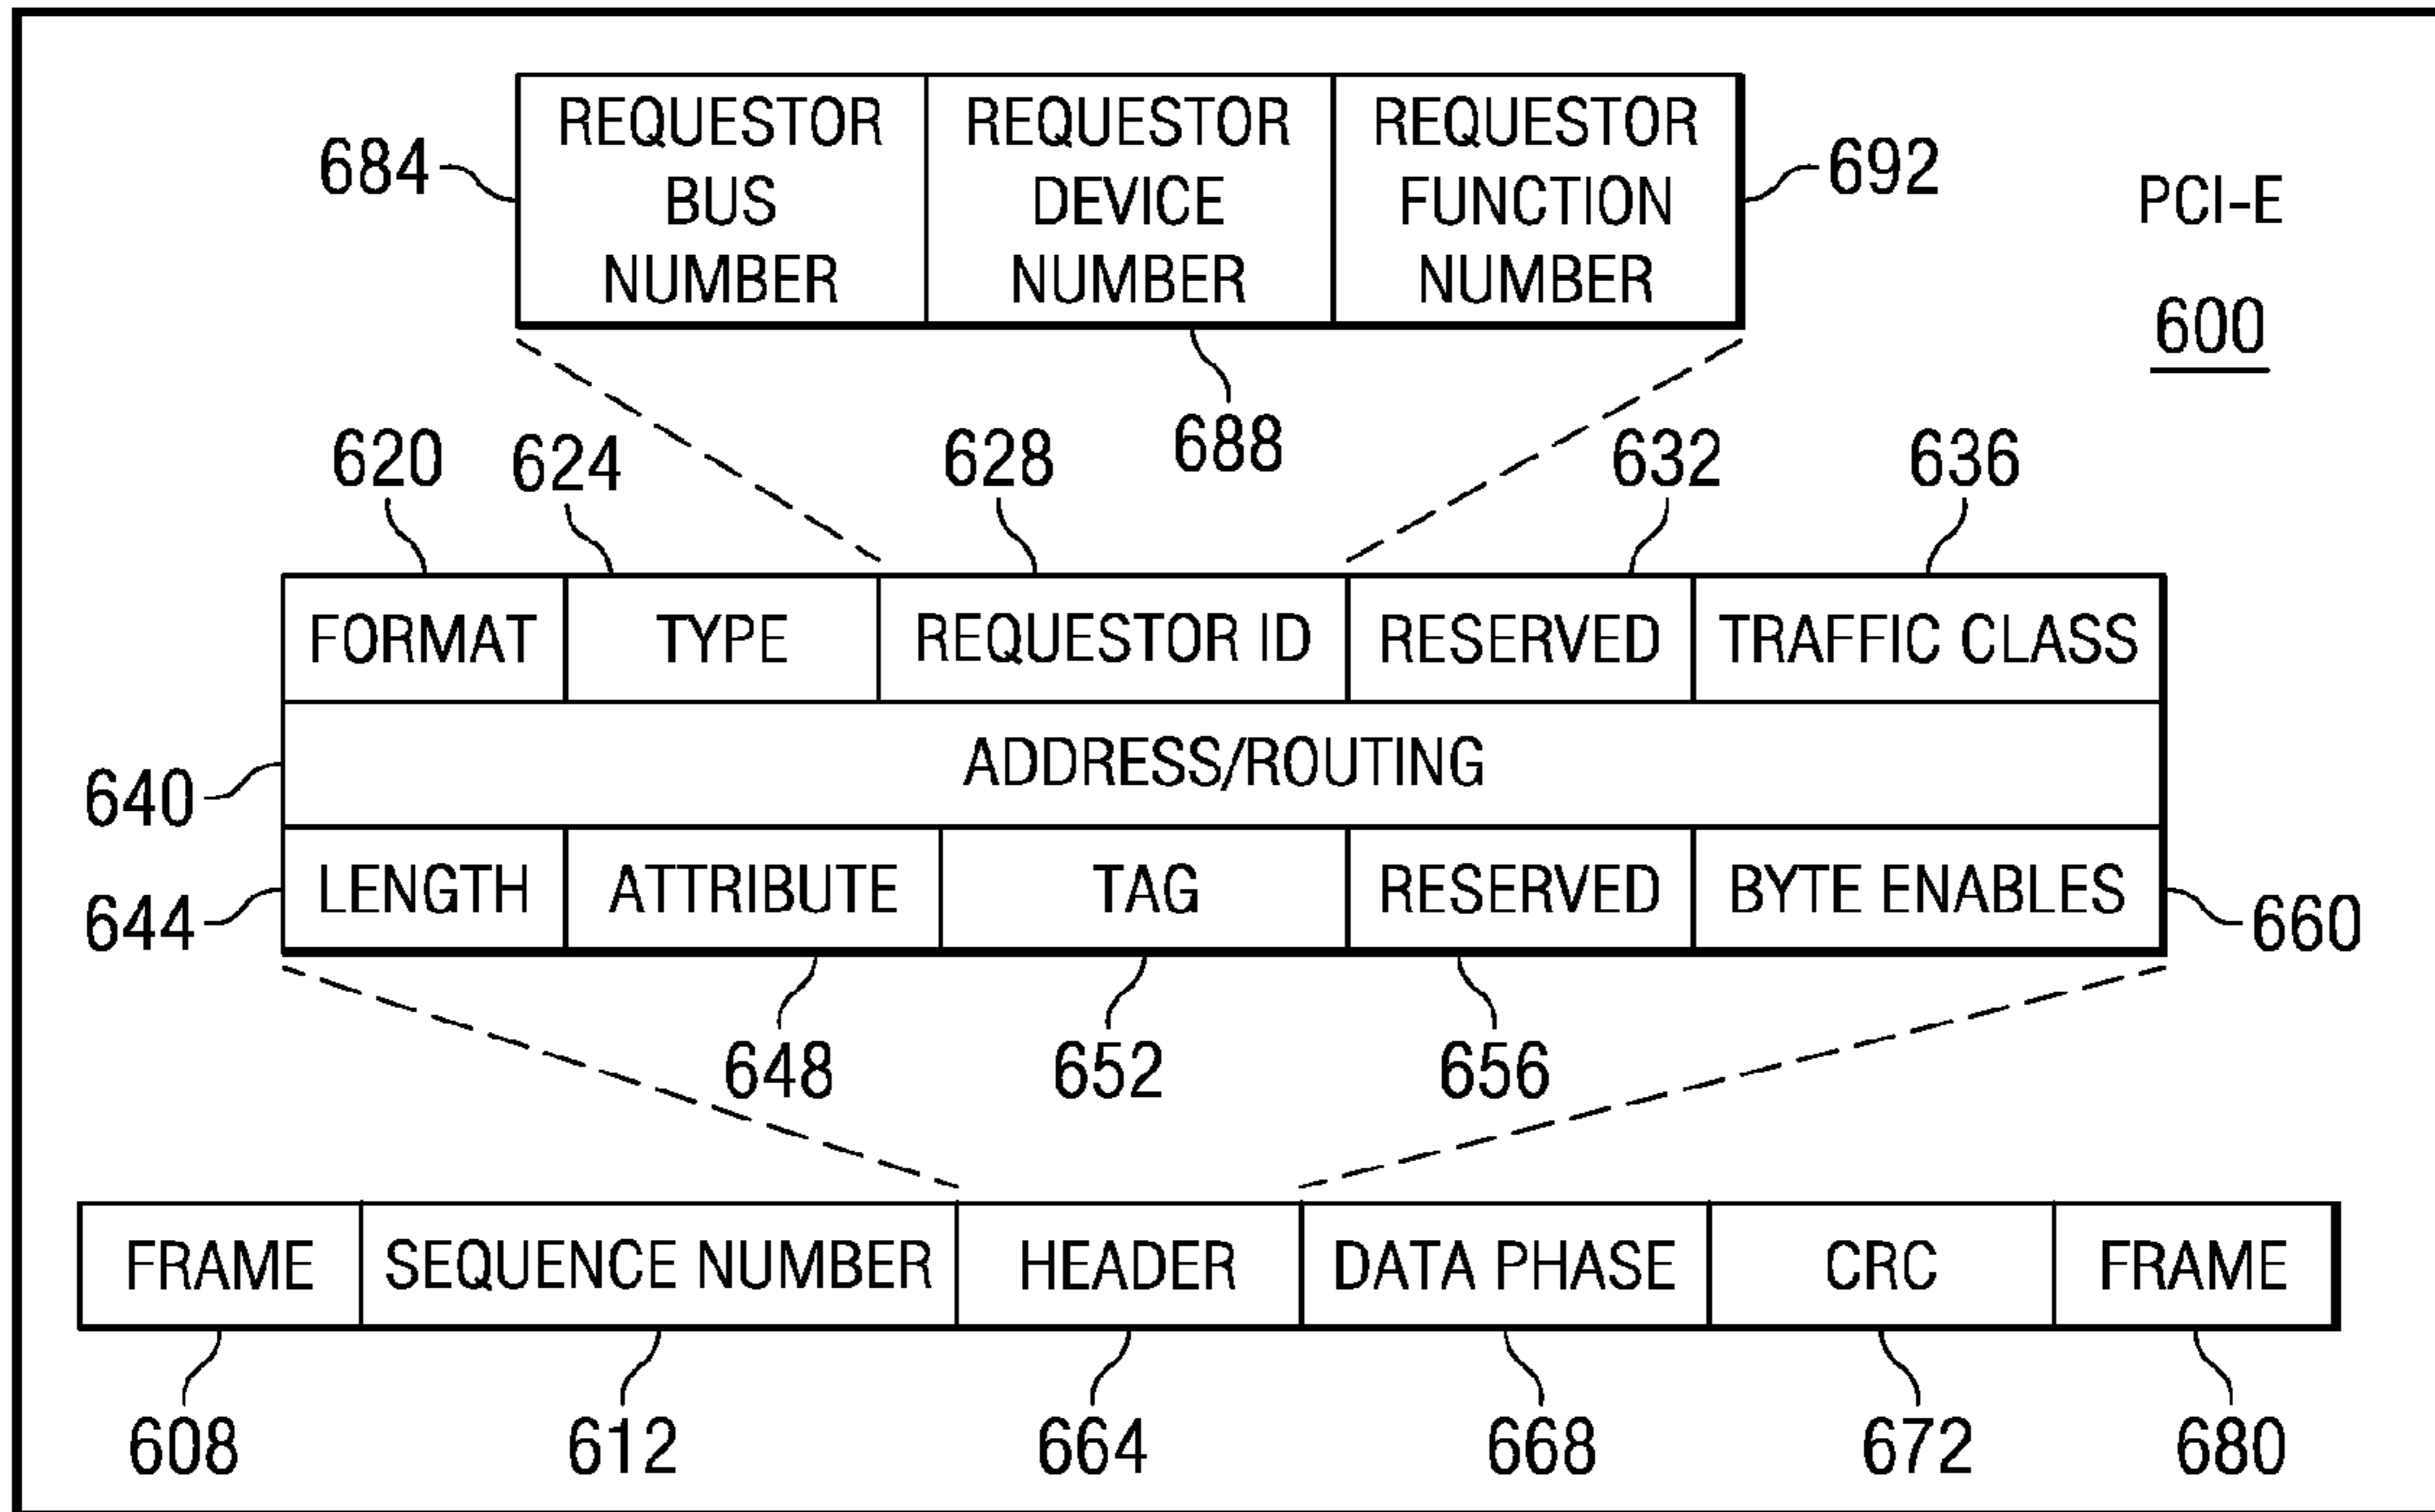 REQUESTOR BUS NUMBER
REQUESTOR DEVICE NUMBER
REQUESTOR FUNCTION NUMBER
684
692
PCI-E
600
688
620
624
628
632
636
FORMAT
TYPE
REQUESTOR ID
RESERVED
TRAFFIC CLASS
ADDRESS/ROUTING
640
LENGTH
ATTRIBUTE
TAG
RESERVED
BYTE ENABLES
644
660
648
652
656
FRAME
SEQUENCE NUMBER
HEADER
DATA PHASE
CRC
FRAME
608
612
664
668
672
680